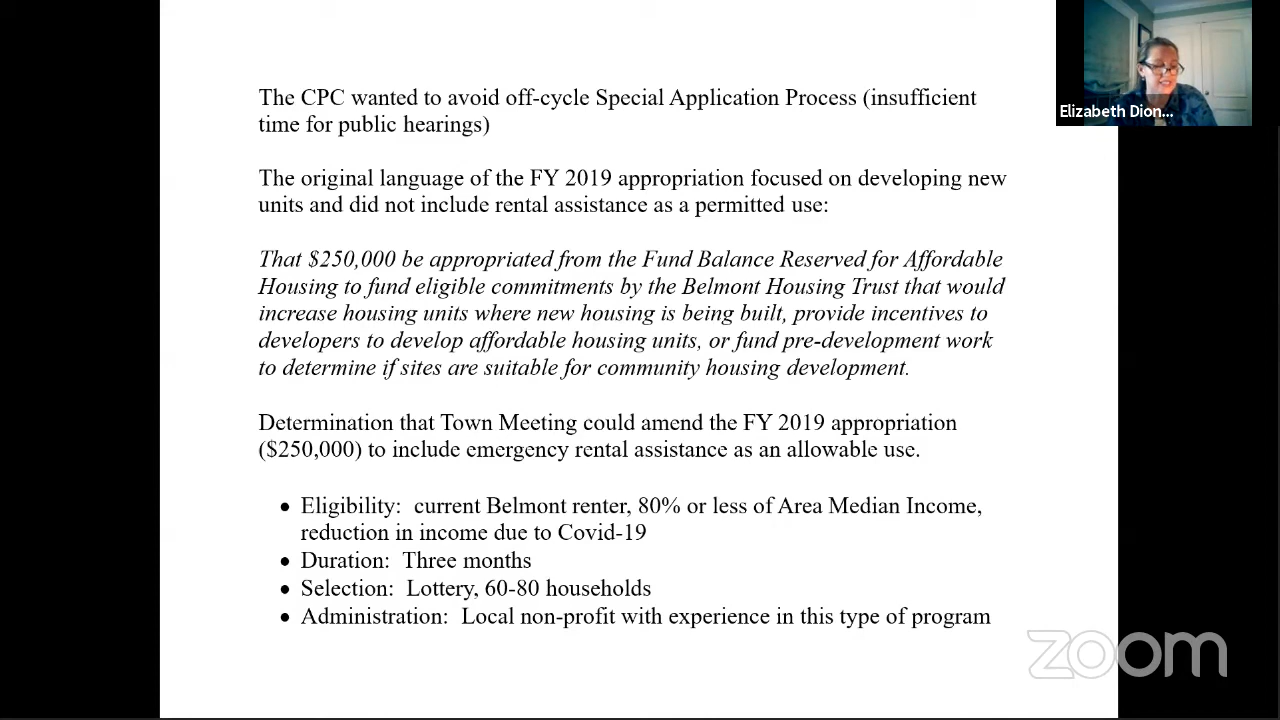 The CPC wanted to avoid off-cycle Special Application Process (insufficient
time for public hearings)
The original language of the FY 2019 appropriation focused on developing new
units and did not include rental assistance as a permitted use:
That $250,000 be appropriated from the Fund Balance Reserved for Affordable
Housing to fund eligible commitments by the Belmont Housing Trust that would
increase housing units where new housing is being built, provide incentives to
developers to develop affordable housing units, or fund pre-development work
to determine if sites are suitable for community housing development.
Determination that Town Meeting could amend the FY 2019 appropriation
($250,000) to include emergency rental assistance as an allowable use.
• Eligibility:  current Belmont renter, 80% or less of Area Median Income,
reduction in income due to Covid-19
• Duration:  Three months
• Selection:  Lottery, 60-80 households
• Administration:  Local non-profit with experience in this type of program
Elizabeth Dion...
zoom